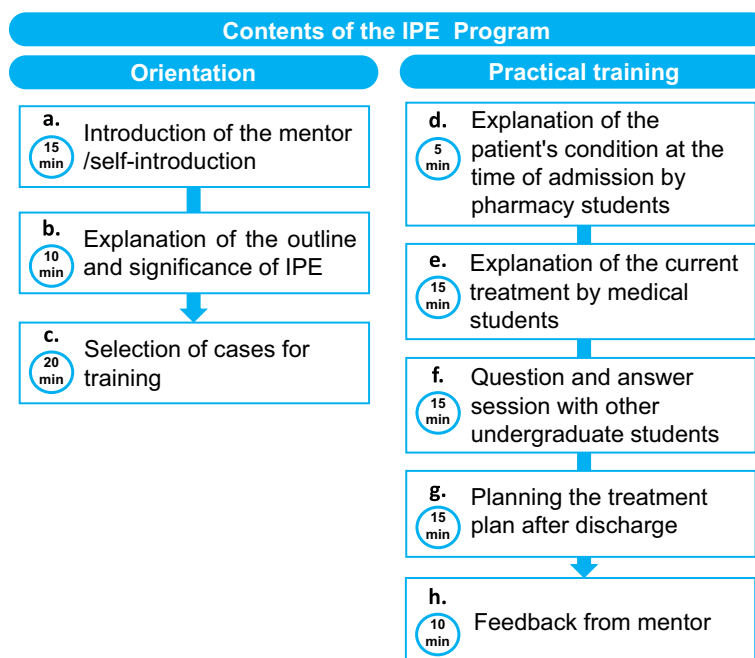 Contents of the IPE Program
Orientation
a.
15
min
Introduction of the mentor
/self-introduction
b.
10
min
Explanation of the outline
and significance of IPE
c.
20
min
Selection of cases for
training
Practical training
d.
5
min
Explanation of the
patient's condition at the
time of admission by
pharmacy students
e.
15
min
Explanation of the current
treatment by medical
students
f.
15
min
Question and answer
session with other
undergraduate students
g.
15
min
Planning the treatment
plan after discharge
h.
10
min
Feedback from mentor